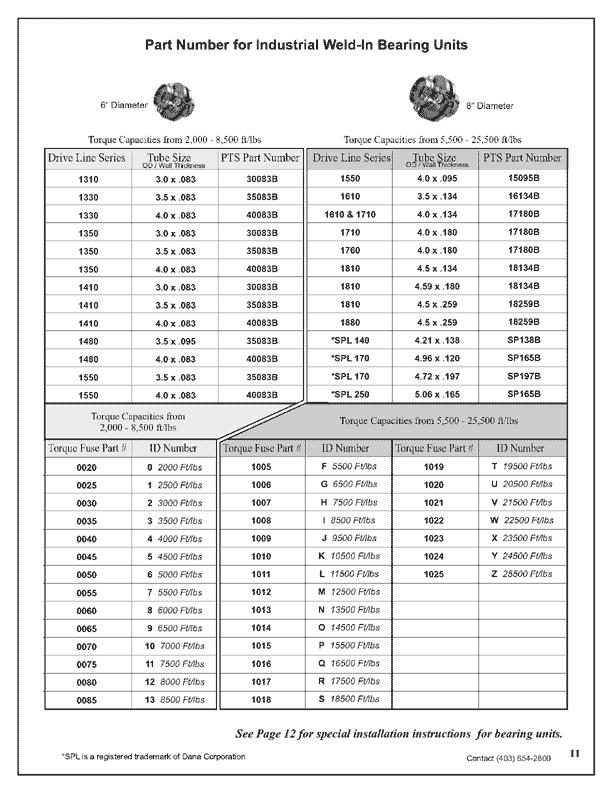 Part Number for Industrial Weld-In Bearing Units
6" Diameter
8" Diameter
Torque Capacities from 2,000 - 8,500 ft/lbs
Torque Capacities from 5,500 - 25,500 ft/lbs
Drive Line Series Tube Size OD / Wall Thickness PTS Part Number Drive Line Series Tube Size OD / Wall Thickness PTS Part Number
1310 3.0 x .083 30083B 1550 4.0 x .095 15095B
1330 3.5 x .083 35083B 1610 3.5 x .134 16134B
1330 4.0 x .083 40083B 1610 & 1710 4.0 x .134 17180B
1350 3.0 x .083 30083B 1710 4.0 x .180 17180B
1350 3.5 x .083 35083B 1760 4.0 x .180 17180B
1350 4.0 x .083 40083B 1810 4.5 x .134 18134B
1410 3.0 x .083 30083B 1810 4.59 x .180 18134B
1410 3.5 x .083 35083B 1810 4.5 x .259 18259B
1410 4.0 x .083 40083B 1880 4.5 x .259 18259B
1480 3.5 x .095 35083B *SPL 140 4.21 x .138 SP138B
1480 4.0 x .083 40083B *SPL 170 4.96 x .120 SP165B
1550 3.5 x .083 35083B *SPL 170 4.72 x .197 SP197B
1550 4.0 x .083 40083B *SPL 250 5.06 x .165 SP165B
Torque Capacities from
2,000 - 8,500 ft/lbs
Torque Capacities from 5,500 - 25,500 ft/lbs
Torque Fuse Part # ID Number Torque Fuse Part # ID Number Torque Fuse Part # ID Number
0020 0 2000 Ft/lbs 1005 F 5500 Ft/lbs 1019 T 19500 Ft/lbs
0025 1 2500 Ft/lbs 1006 G 6500 Ft/lbs 1020 U 20500 Ft/lbs
0030 2 3000 Ft/lbs 1007 H 7500 Ft/lbs 1021 V 21500 Ft/lbs
0035 3 3500 Ft/lbs 1008 I 8500 Ft/lbs 1022 W 22500 Ft/lbs
0040 4 4000 Ft/lbs 1009 J 9500 Ft/lbs 1023 X 23500 Ft/lbs
0045 5 4500 Ft/lbs 1010 K 10500 Ft/lbs 1024 Y 24500 Ft/lbs
0050 6 5000 Ft/lbs 1011 L 11500 Ft/lbs 1025 Z 25500 Ft/lbs
0055 7 5500 Ft/lbs 1012 M 12500 Ft/lbs
0060 8 6000 Ft/lbs 1013 N 13500 Ft/lbs
0065 9 6500 Ft/lbs 1014 O 14500 Ft/lbs
0070 10 7000 Ft/lbs 1015 P 15500 Ft/lbs
0075 11 7500 Ft/lbs 1016 Q 16500 Ft/lbs
0080 12 8000 Ft/lbs 1017 R 17500 Ft/lbs
0085 13 8500 Ft/lbs 1018 S 18500 Ft/lbs
See Page 12 for special installation instructions for bearing units.
*SPL is a registered trademark of Dana Corporation
Contact (403) 654-2800 11